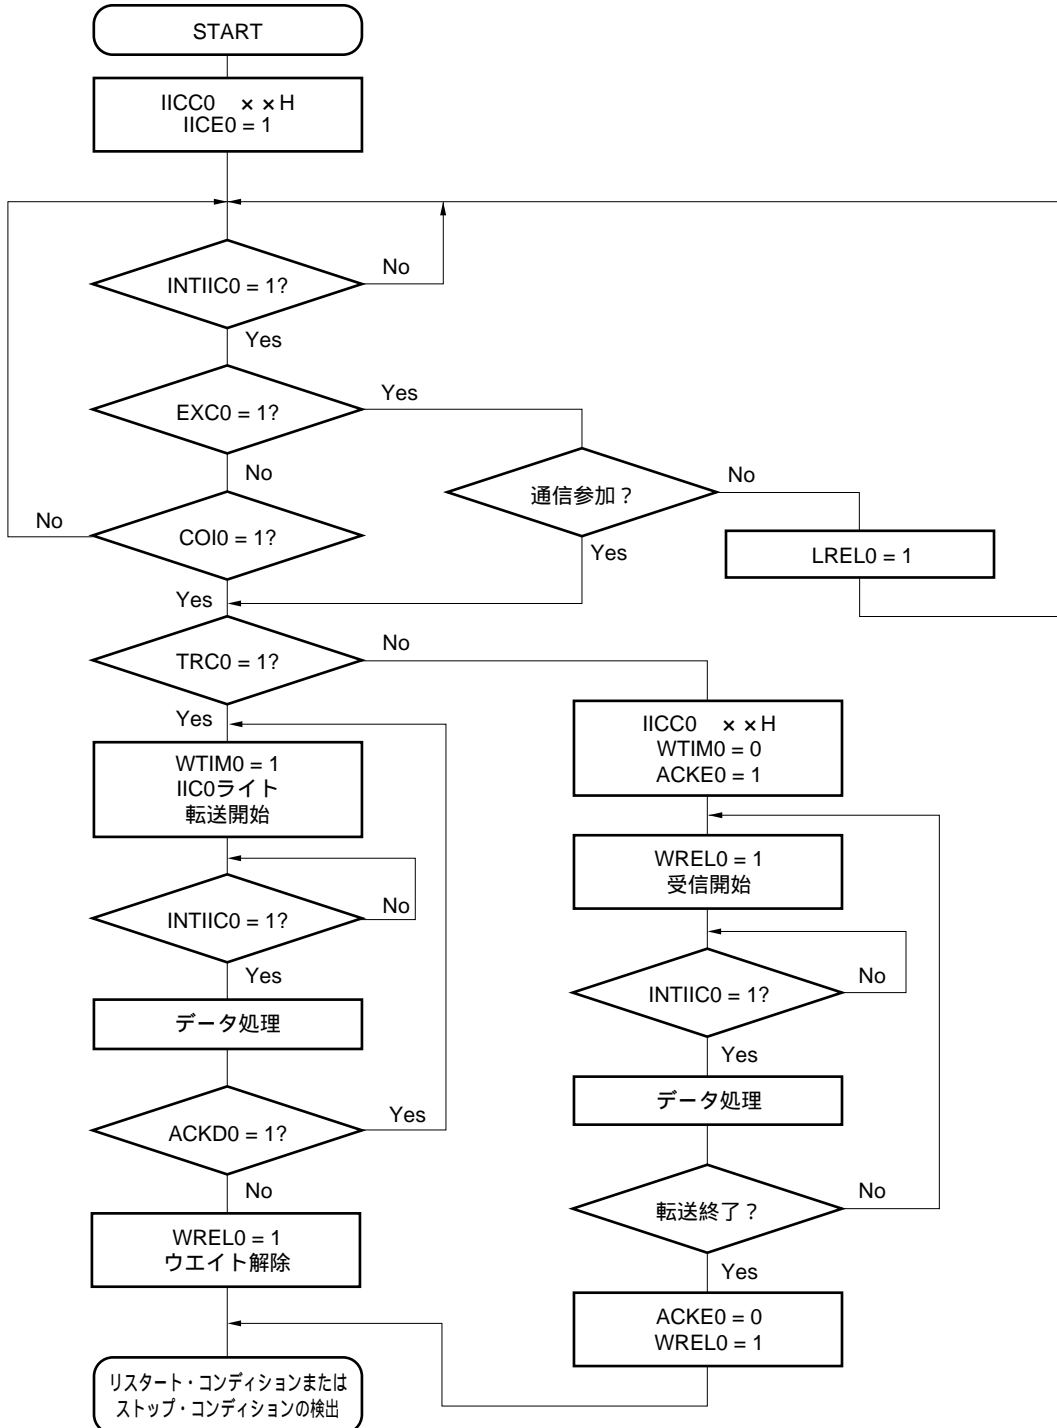 START
IICC0 ××H
IICE0 = 1
INTIIC0 = 1?
No
Yes
EXC0 = 1?
Yes
No
通信参加？
No
Yes
LREL0 = 1
COI0 = 1?
No
Yes
TRC0 = 1?
No
Yes
WTIM0 = 1
IIC0ライト
転送開始
INTIIC0 = 1?
No
Yes
データ処理
ACKD0 = 1?
Yes
No
WREL0 = 1
ウエイト解除
IICC0 ××H
WTIM0 = 0
ACKE0 = 1
WREL0 = 1
受信開始
INTIIC0 = 1?
No
Yes
データ処理
転送終了？
No
Yes
ACKE0 = 0
WREL0 = 1
リスタート・コンディションまたは
ストップ・コンディションの検出